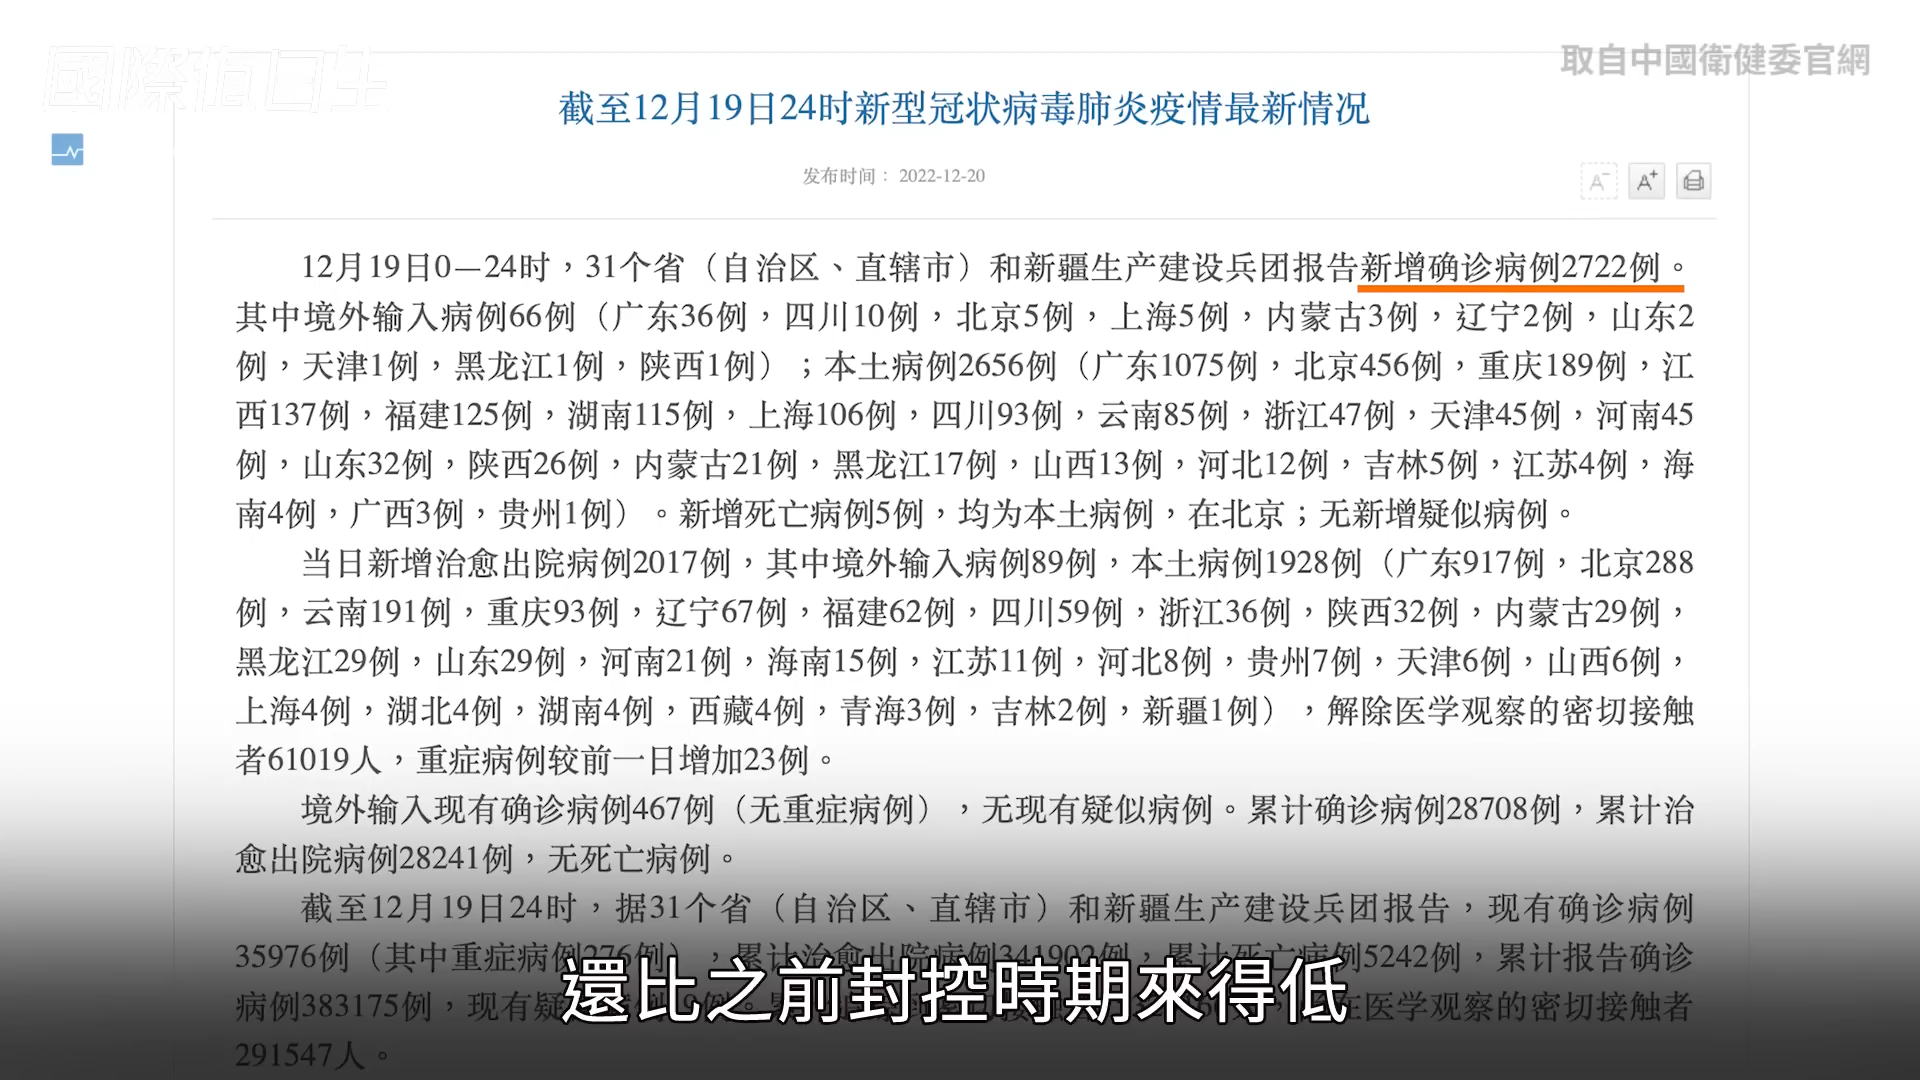 國際佰日生
取自中國衛健委官網
截至12月19日24时新型冠状病毒肺炎疫情最新情况
发布时间： 2022-12-20
A⁻ A⁺
12月19日0—24时，31个省（自治区、直辖市）和新疆生产建设兵团报告新增确诊病例2722例。
其中境外输入病例66例（广东36例，四川10例，北京5例，上海5例，内蒙古3例，辽宁2例，山东2
例，天津1例，黑龙江1例，陕西1例）；本土病例2656例（广东1075例，北京456例，重庆189例，江
西137例，福建125例，湖南115例，上海106例，四川93例，云南85例，浙江47例，天津45例，河南45
例，山东32例，陕西26例，内蒙古21例，黑龙江17例，山西13例，河北12例，吉林5例，江苏4例，海
南4例，广西3例，贵州1例）。新增死亡病例5例，均为本土病例，在北京；无新增疑似病例。
当日新增治愈出院病例2017例，其中境外输入病例89例，本土病例1928例（广东917例，北京288
例，云南191例，重庆93例，辽宁67例，福建62例，四川59例，浙江36例，陕西32例，内蒙古29例，
黑龙江29例，山东29例，河南21例，海南15例，江苏11例，河北8例，贵州7例，天津6例，山西6例，
上海4例，湖北4例，湖南4例，西藏4例，青海3例，吉林2例，新疆1例），解除医学观察的密切接触
者61019人，重症病例较前一日增加23例。
境外输入现有确诊病例467例（无重症病例），无现有疑似病例。累计确诊病例28708例，累计治
愈出院病例28241例，无死亡病例。
截至12月19日24时，据31个省（自治区、直辖市）和新疆生产建设兵团报告，现有确诊病例
35976例（其中重症病例276例），累计治愈出院病例341902例，累计死亡病例5242例，累计报告确诊
病例383175例，现有疑 在医学观察的密切接触者
291547人。
還比之前封控時期來得低